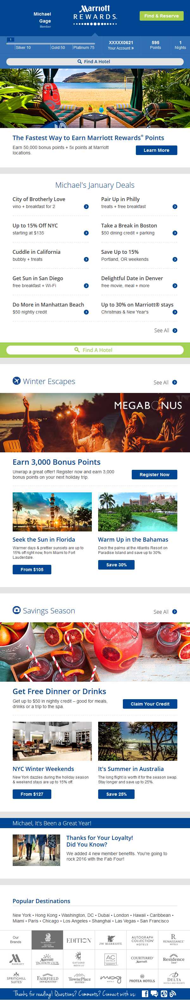 Michael
Gage
Member
Marriott
REWARDS®
Find & Reserve
1
Silver 10
Gold 50
Platinum 75
XXXXX0621
Your Account »
595
Points
1
Nights
Find A Hotel
The Fastest Way to Earn Marriott Rewards® Points
Earn 50,000 bonus points + 5x points at Marriott
locations.
Learn More
Michael's January Deals
City of Brotherly Love
vino + breakfast for 2
Pair Up in Philly
treats + free breakfast
Up to 15% Off NYC
starting at $135
Take a Break in Boston
$50 dining credit + parking
Cuddle in California
bubbly + treats
Save Up to 15%
Portland, OR weekends
Get Sun in San Diego
free breakfast + Wi-Fi
Delightful Date in Denver
free movie, meal + more
Do More in Manhattan Beach
$50 nightly credit
Up to 30% on Marriott® stays
Christmas & New Year's
See All
Find A Hotel
Winter Escapes
See All
MEGABONUS
Earn 3,000 Bonus Points
Unwrap a great offer! Register now and earn 3,000
bonus points on your next holiday trip.
Register Now
Seek the Sun in Florida
Warmer days & prettier sunsets are up to
15% off right now, from Miami to Fort
Lauderdale.
From $105
Warm Up in the Bahamas
Deck the palms at the Atlantis Resort on
Paradise Island and save up to 30%.
Save 30%
Savings Season
See All
Get Free Dinner or Drinks
Get up to $50 in nightly credit – good for meals,
drinks or a trip to the spa.
Claim Your Credit
NYC Winter Weekends
New York dazzles during the holiday season
& weekend stays are up to 15% off.
From $127
It's Summer in Australia
The long flight is worth it for the season swap.
Stay longer and save up to 25%.
Save 25%
Michael, It's Been a Great Year!
Thanks for Your Loyalty!
Did You Know?
We added 4 new member benefits. You're going to
rock 2016 with the Fab Four!
Popular Destinations
New York • Hong Kong • Washington, DC • Dubai • London • Hawaii • Caribbean •
Miami • Paris • Chicago • Los Angeles • Shanghai • Las Vegas • San Francisco
Our
Brands
THE RITZ-CARLTON
EXCLUSIVE
LUXURY PARTNER
EDITION
JW MARRIOTT
AUTOGRAPH
COLLECTION®
HOTELS
R
RENAISSANCE®
HOTELS
MARRIOTT
Marriott
VACATION CLUB
GAYLORD
HOTELS®
AC
HOTELS
MARRIOTT
COURTYARD®
Marriott
Residence
Inn®
SPRINGHILL
SUITES®
FAIRFIELD
INN & SUITES®
TownePlace
SUITES®
moxy
HOTELS
PROTEA HOTELS
DELTA
HOTELS AND RESORTS
Thanks for reading! Questions? Comments? Connect with us: